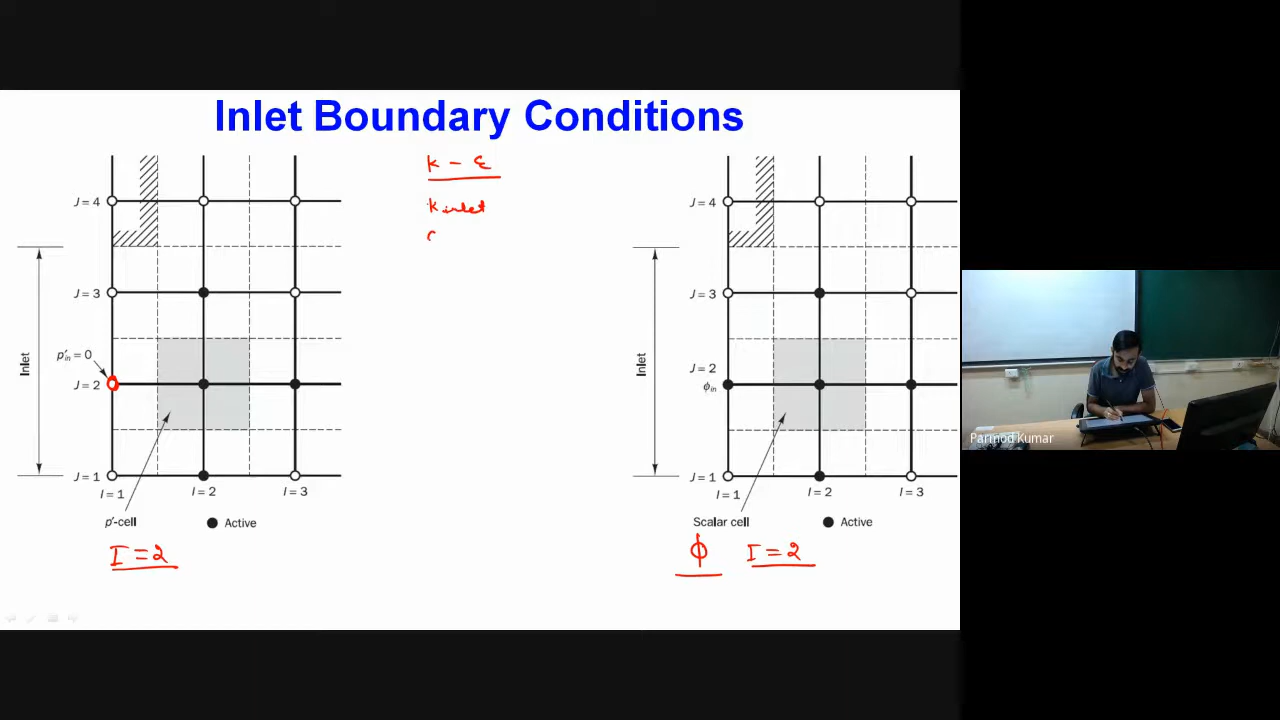 Inlet Boundary Conditions
k - ε
k inlet
J = 4
J = 3
p′in = 0
J = 2
J = 1
Inlet
I = 1
I = 2
I = 3
p′-cell
Active
I = 2
J = 4
J = 3
J = 2
ϕin
J = 1
Inlet
I = 1
I = 2
I = 3
Scalar cell
Active
ϕ I = 2
Parmod Kumar